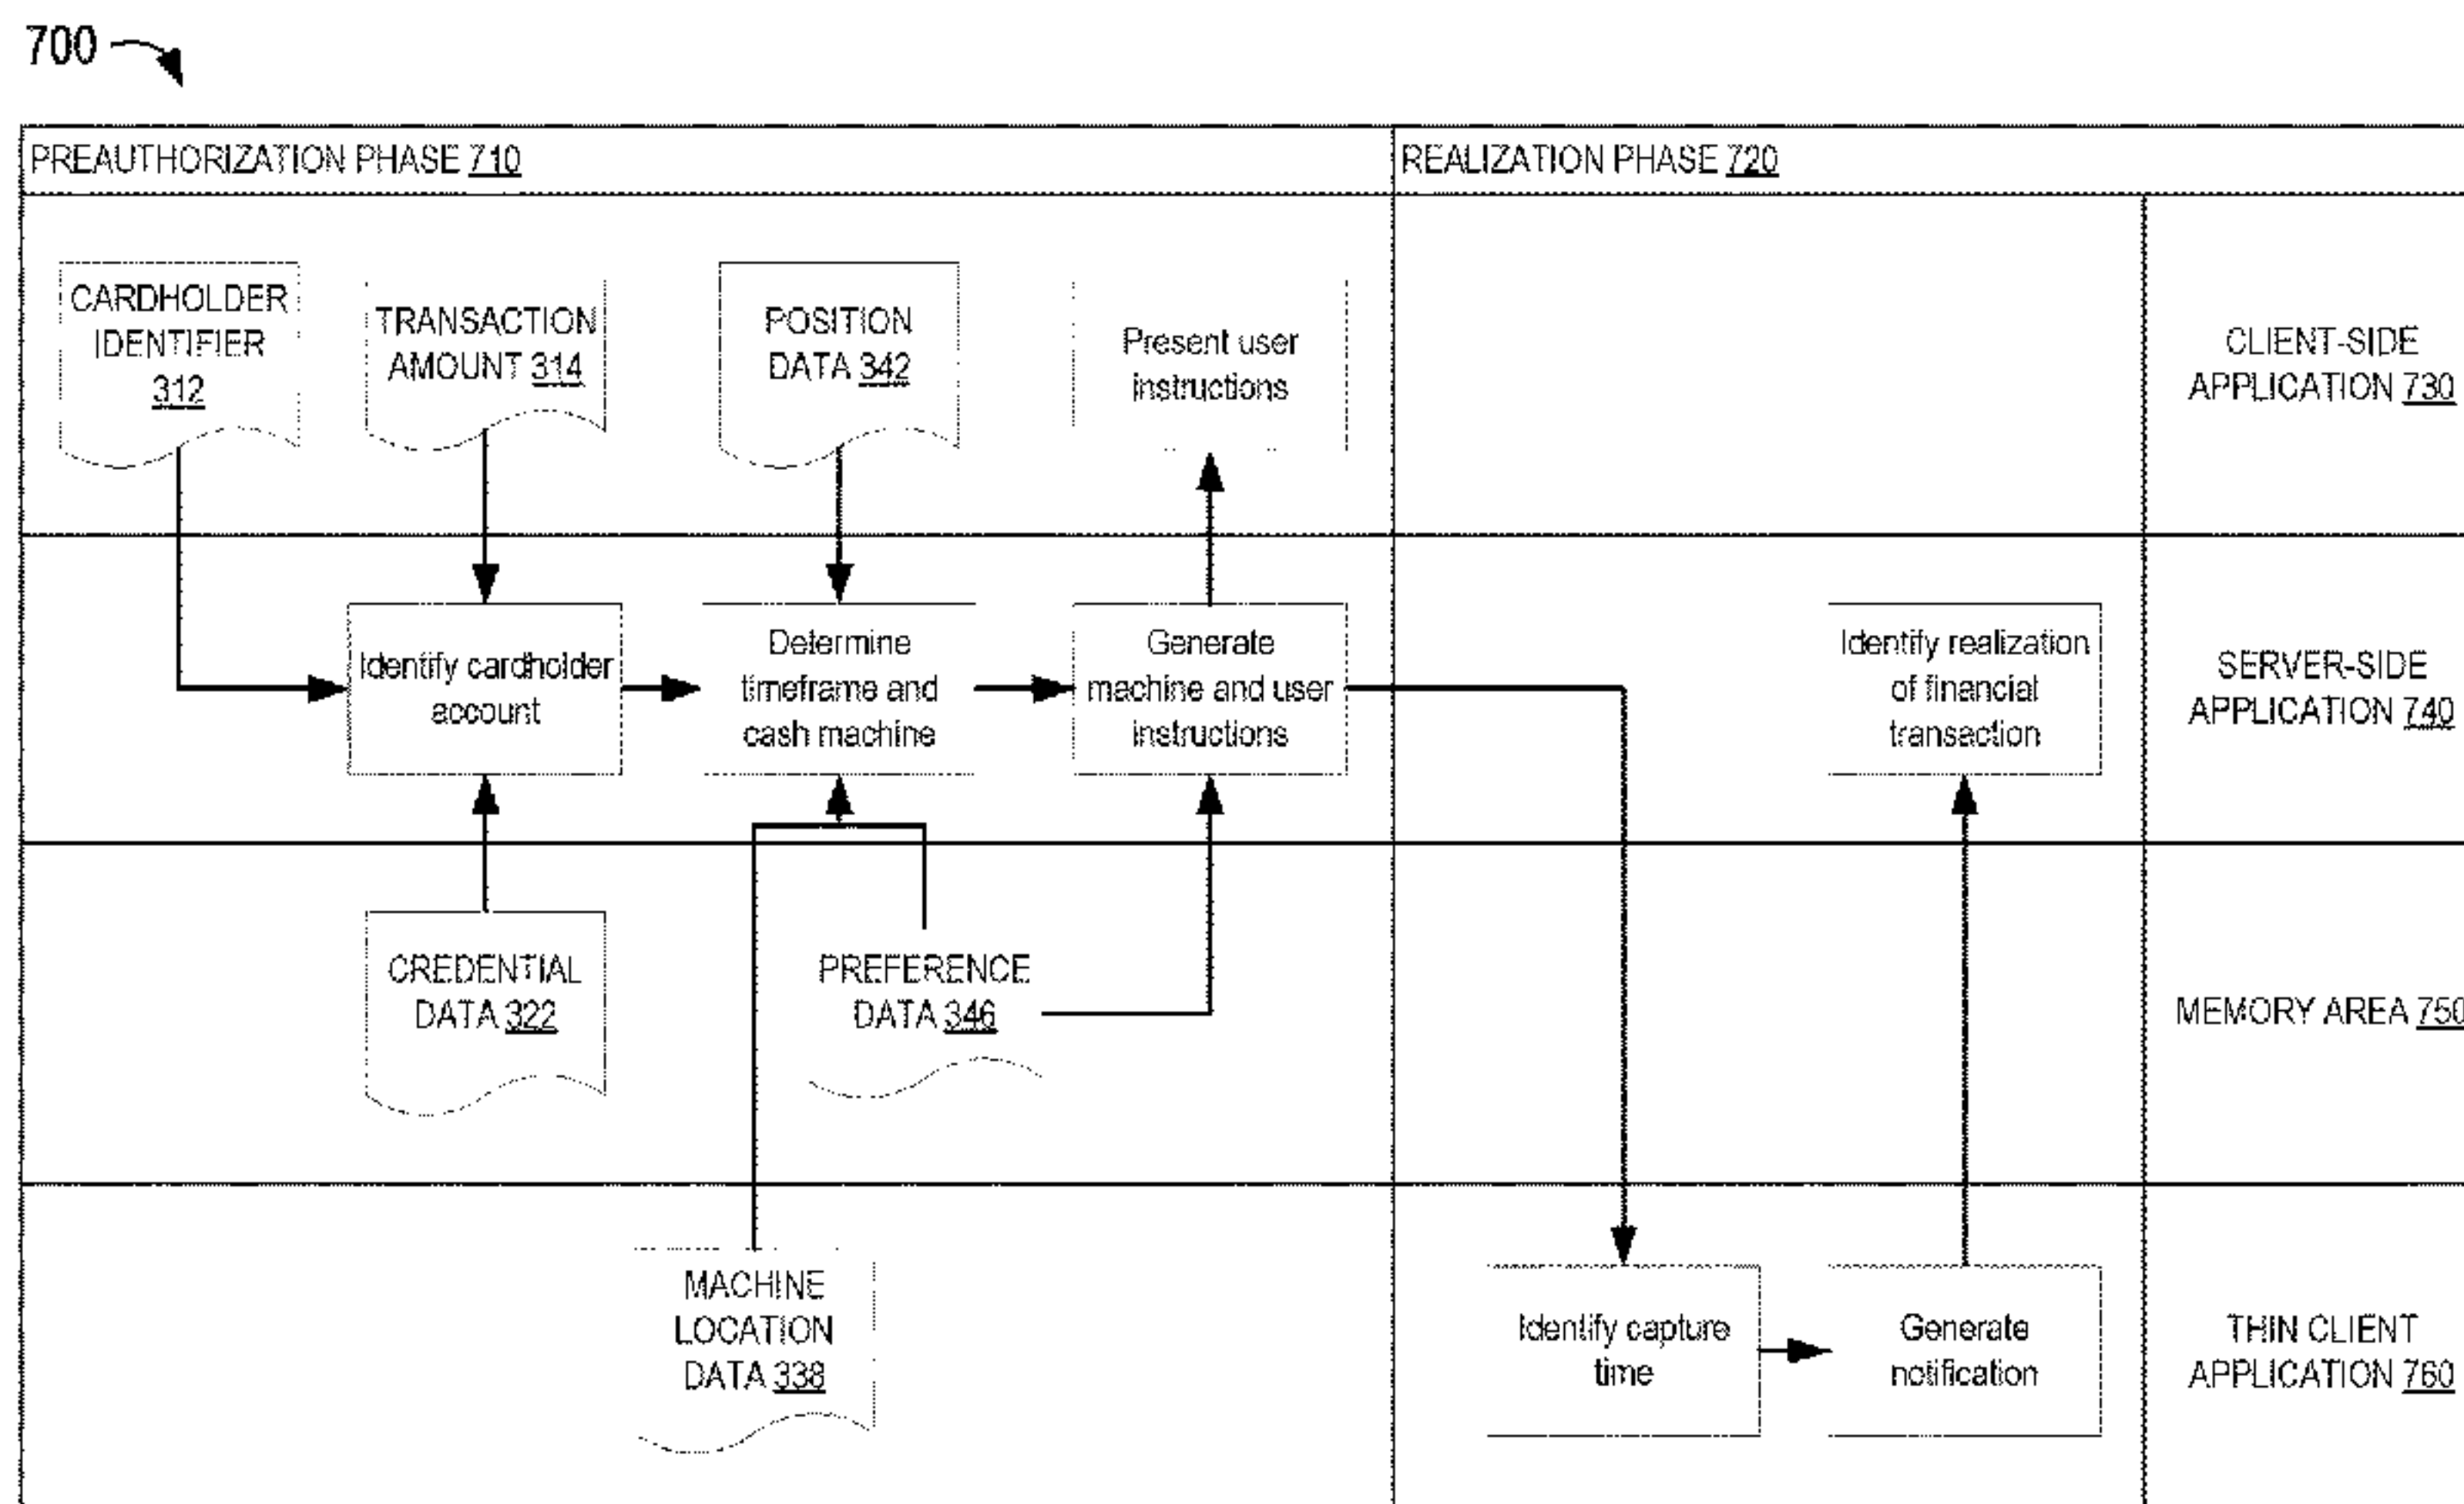 700
PREAUTHORIZATION PHASE 710
REALIZATION PHASE 720
CARDHOLDER
IDENTIFIER
312
TRANSACTION
AMOUNT 314
POSITION
DATA 342
Present user
instructions
CLIENT-SIDE
APPLICATION 730
Identify cardholder
account
Determine
timeframe and
cash machine
Generate
machine and user
instructions
Identify realization
of financial
transaction
SERVER-SIDE
APPLICATION 740
CREDENTIAL
DATA 322
PREFERENCE
DATA 346
MEMORY AREA 750
MACHINE
LOCATION
DATA 338
Identify capture
time
Generate
notification
THIN CLIENT
APPLICATION 760